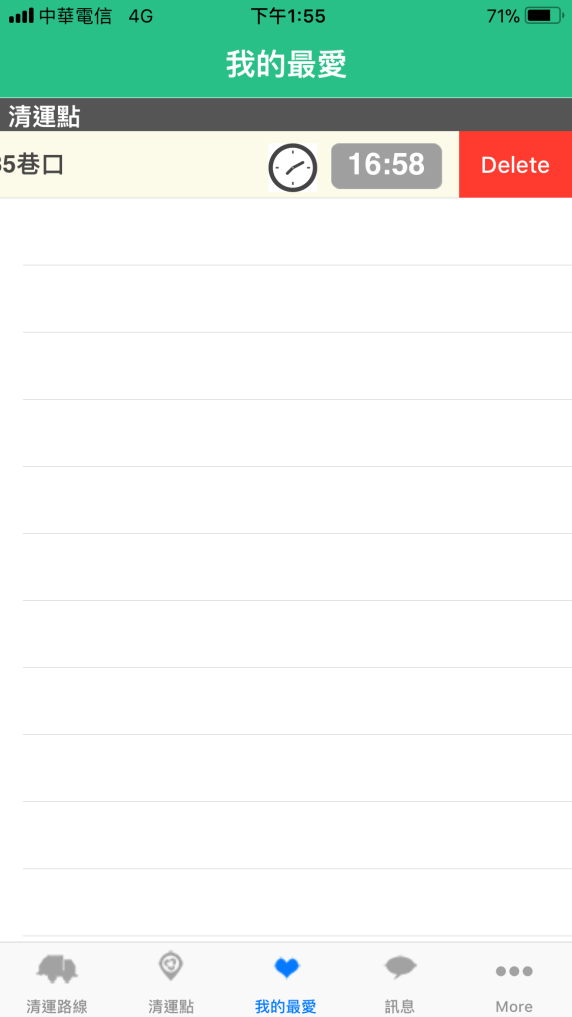 中華電信 4G 下午1:55 71%
我的最愛
清運點
5巷口 16:58 Delete
清運路線 清運點 我的最愛 訊息 More